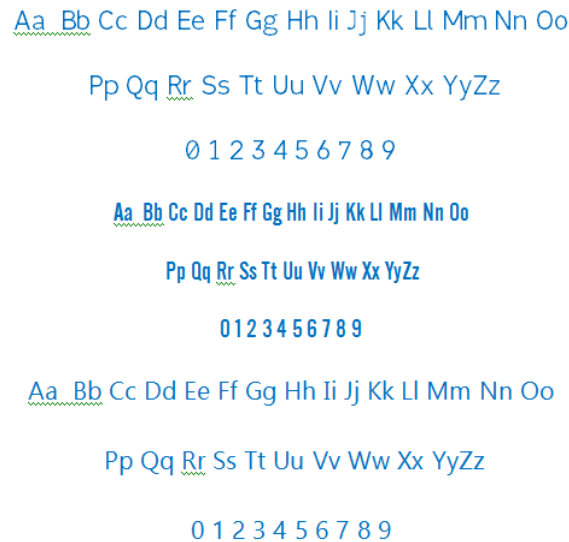 Aa  Bb Cc Dd Ee Ff Gg Hh Ii Jj Kk Ll Mm Nn Oo
Pp Qq Rr Ss Tt Uu Vv Ww Xx YyZz
0 1 2 3 4 5 6 7 8 9
Aa  Bb Cc Dd Ee Ff Gg Hh Ii Jj Kk Ll Mm Nn Oo
Pp Qq Rr Ss Tt Uu Vv Ww Xx YyZz
0 1 2 3 4 5 6 7 8 9
Aa  Bb Cc Dd Ee Ff Gg Hh Ii Jj Kk Ll Mm Nn Oo
Pp Qq Rr Ss Tt Uu Vv Ww Xx YyZz
0 1 2 3 4 5 6 7 8 9